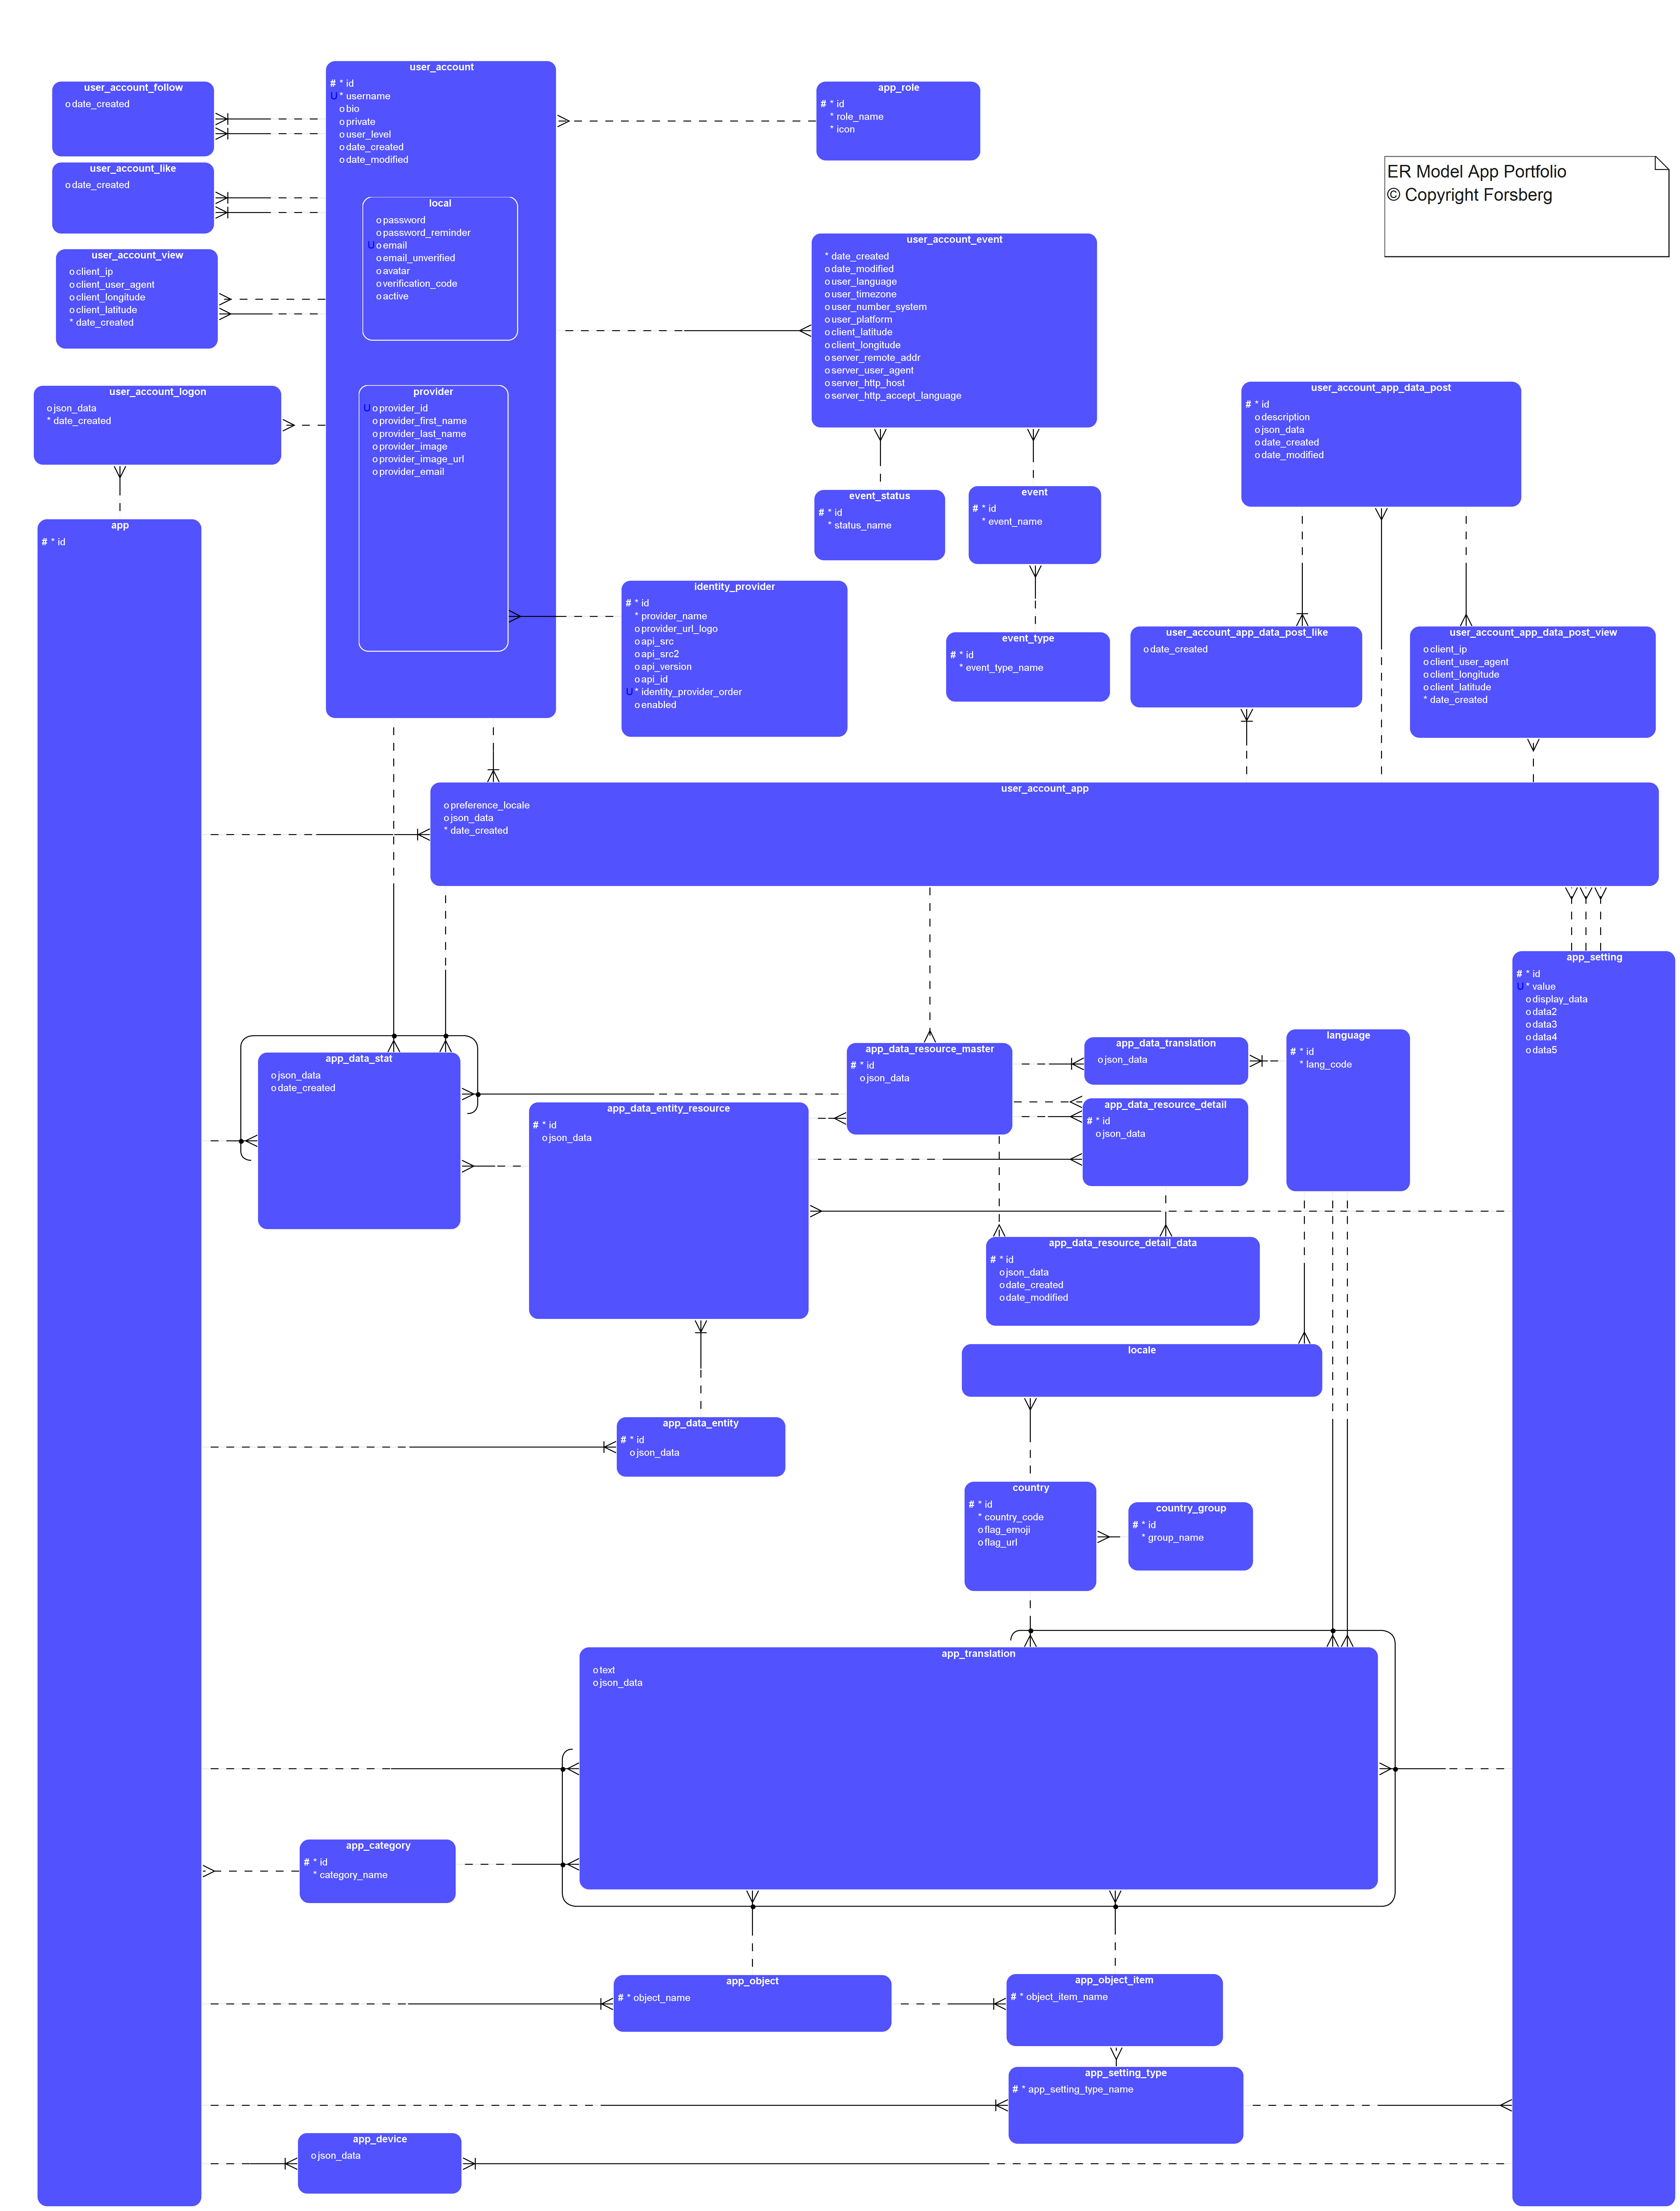 user_account
# * id
U * username
o bio
o private
o user_level
o date_created
o date_modified
local
o password
o password_reminder
U o email
o email_unverified
o avatar
o verification_code
o active
provider
U o provider_id
o provider_first_name
o provider_last_name
o provider_image
o provider_image_url
o provider_email
user_account_follow
o date_created
user_account_like
o date_created
user_account_view
o client_ip
o client_user_agent
o client_longitude
o client_latitude
* date_created
user_account_logon
o json_data
* date_created
app
# * id
app_role
# * id
* role_name
* icon
ER Model App Portfolio
© Copyright Forsberg
user_account_event
* date_created
o date_modified
o user_language
o user_timezone
o user_number_system
o user_platform
o client_latitude
o client_longitude
o server_remote_addr
o server_user_agent
o server_http_host
o server_http_accept_language
event_status
# * id
* status_name
event
# * id
* event_name
event_type
# * id
* event_type_name
identity_provider
# * id
* provider_name
o provider_url_logo
o api_src
o api_src2
o api_version
o api_id
U * identity_provider_order
o enabled
user_account_app_data_post
# * id
o description
o json_data
o date_created
o date_modified
user_account_app_data_post_like
o date_created
user_account_app_data_post_view
o client_ip
o client_user_agent
o client_longitude
o client_latitude
* date_created
user_account_app
o preference_locale
o json_data
* date_created
app_setting
# * id
U * value
o display_data
o data2
o data3
o data4
o data5
app_data_stat
o json_data
o date_created
app_data_resource_master
# * id
o json_data
app_data_translation
o json_data
language
# * id
* lang_code
app_data_entity_resource
# * id
o json_data
app_data_resource_detail
# * id
o json_data
app_data_resource_detail_data
# * id
o json_data
o date_created
o date_modified
locale
app_data_entity
# * id
o json_data
country
# * id
* country_code
o flag_emoji
o flag_url
country_group
# * id
* group_name
app_translation
o text
o json_data
app_category
# * id
* category_name
app_object
# * object_name
app_object_item
# * object_item_name
app_setting_type
# * app_setting_type_name
app_device
o json_data